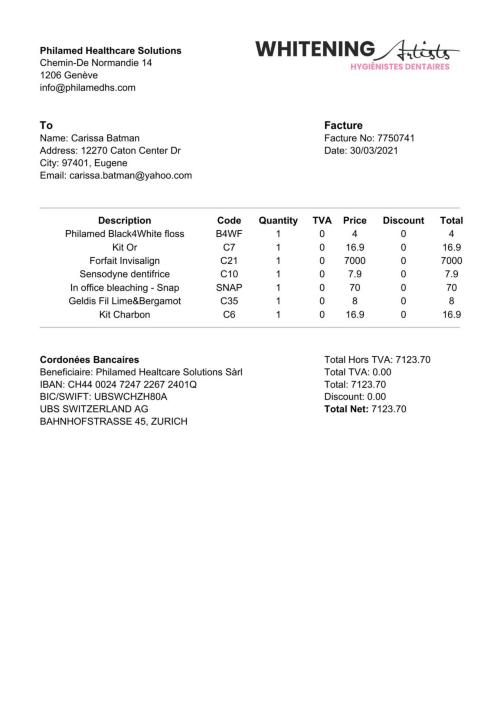 Philamed Healthcare Solutions
Chemin-De Normandie 14
1206 Genève
info@philamedhs.com
WHITENING Artists
HYGIÉNISTES DENTAIRES
To
Name: Carissa Batman
Address: 12270 Caton Center Dr
City: 97401, Eugene
Email: carissa.batman@yahoo.com
Facture
Facture No: 7750741
Date: 30/03/2021
Description Code Quantity TVA Price Discount Total
Philamed Black4White floss B4WF 1 0 4 0 4
Kit Or C7 1 0 16.9 0 16.9
Forfait Invisalign C21 1 0 7000 0 7000
Sensodyne dentifrice C10 1 0 7.9 0 7.9
In office bleaching - Snap SNAP 1 0 70 0 70
Geldis Fil Lime&Bergamot C35 1 0 8 0 8
Kit Charbon C6 1 0 16.9 0 16.9
Cordonées Bancaires
Beneficiaire: Philamed Healtcare Solutions Sàrl
IBAN: CH44 0024 7247 2267 2401Q
BIC/SWIFT: UBSWCHZH80A
UBS SWITZERLAND AG
BAHNHOFSTRASSE 45, ZURICH
Total Hors TVA: 7123.70
Total TVA: 0.00
Total: 7123.70
Discount: 0.00
Total Net: 7123.70